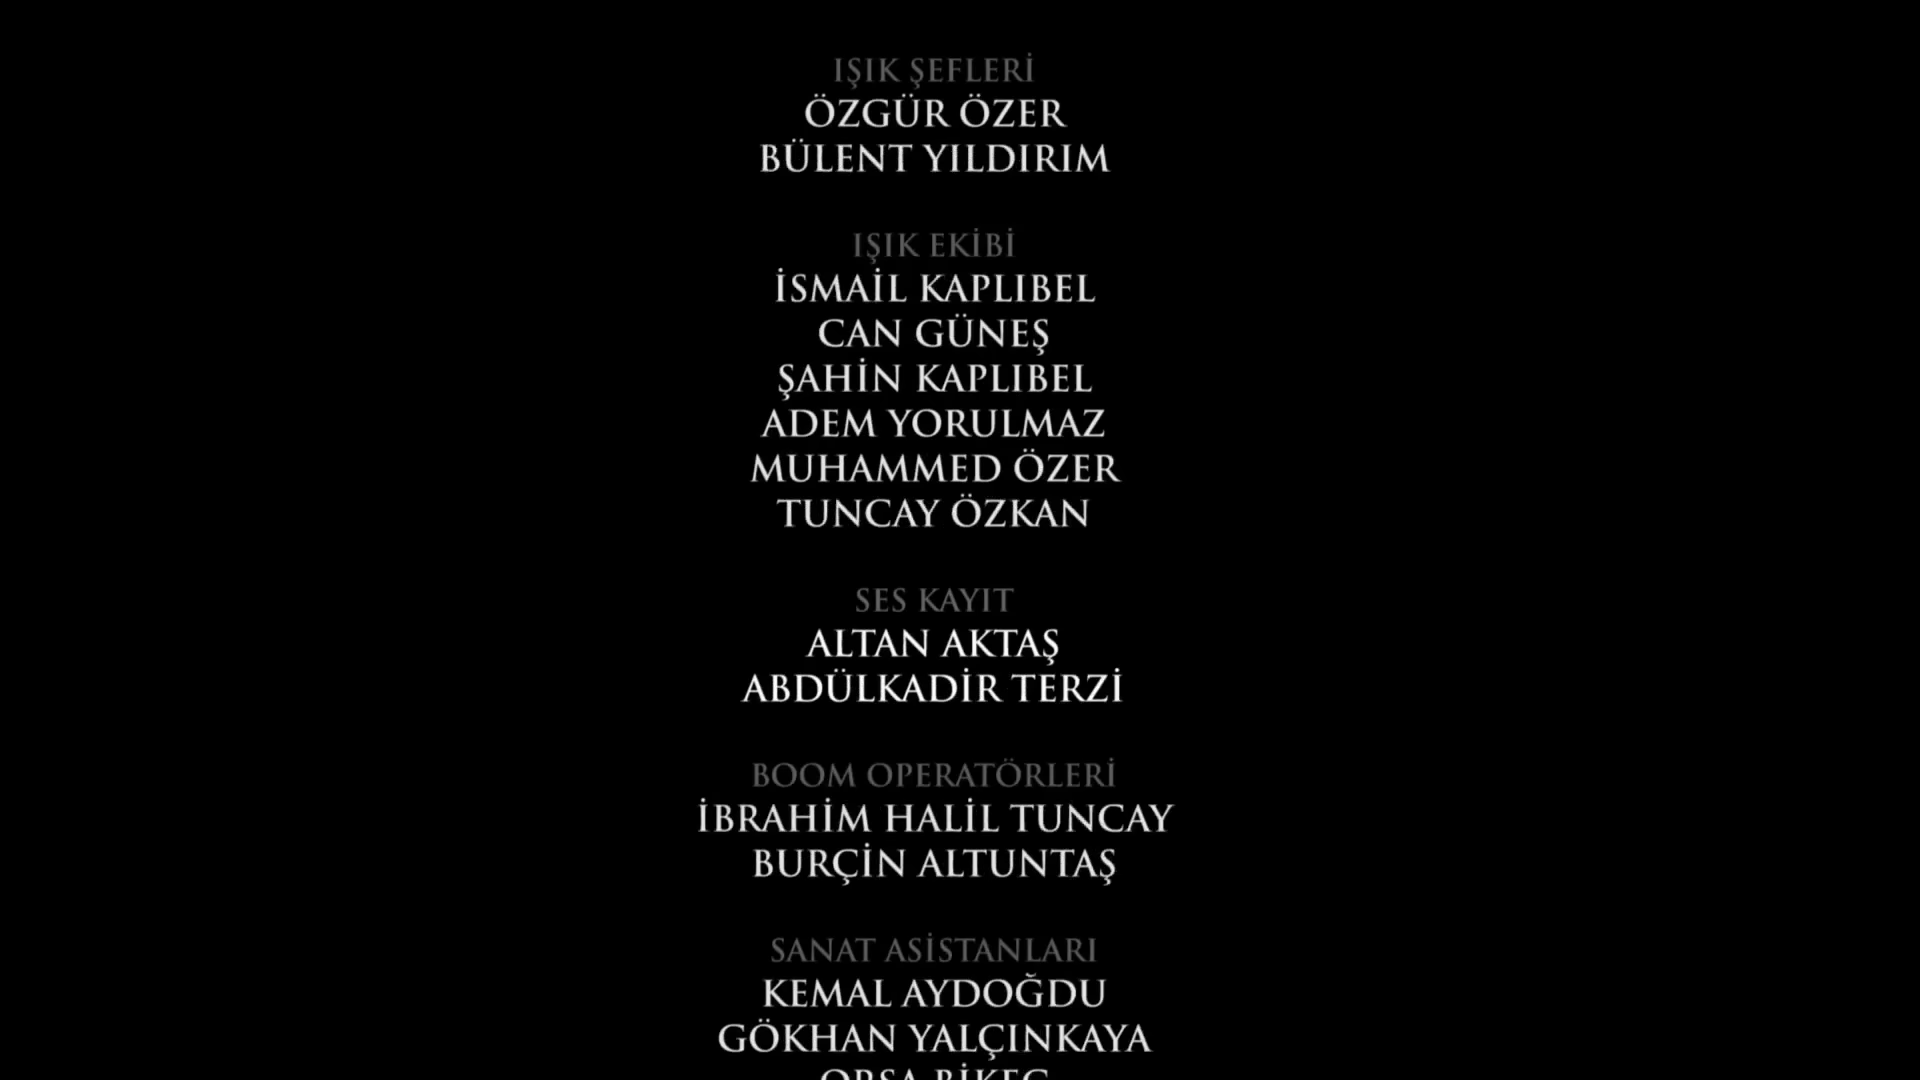 IŞIK ŞEFLERİ
ÖZGÜR ÖZER
BÜLENT YILDIRIM
IŞIK EKİBİ
İSMAİL KAPLIBEL
CAN GÜNEŞ
ŞAHİN KAPLIBEL
ADEM YORULMAZ
MUHAMMED ÖZER
TUNCAY ÖZKAN
SES KAYIT
ALTAN AKTAŞ
ABDÜLKADİR TERZİ
BOOM OPERATÖRLERİ
İBRAHİM HALİL TUNCAY
BURÇİN ALTUNTAŞ
SANAT ASİSTANLARI
KEMAL AYDOĞDU
GÖKHAN YALÇINKAYA